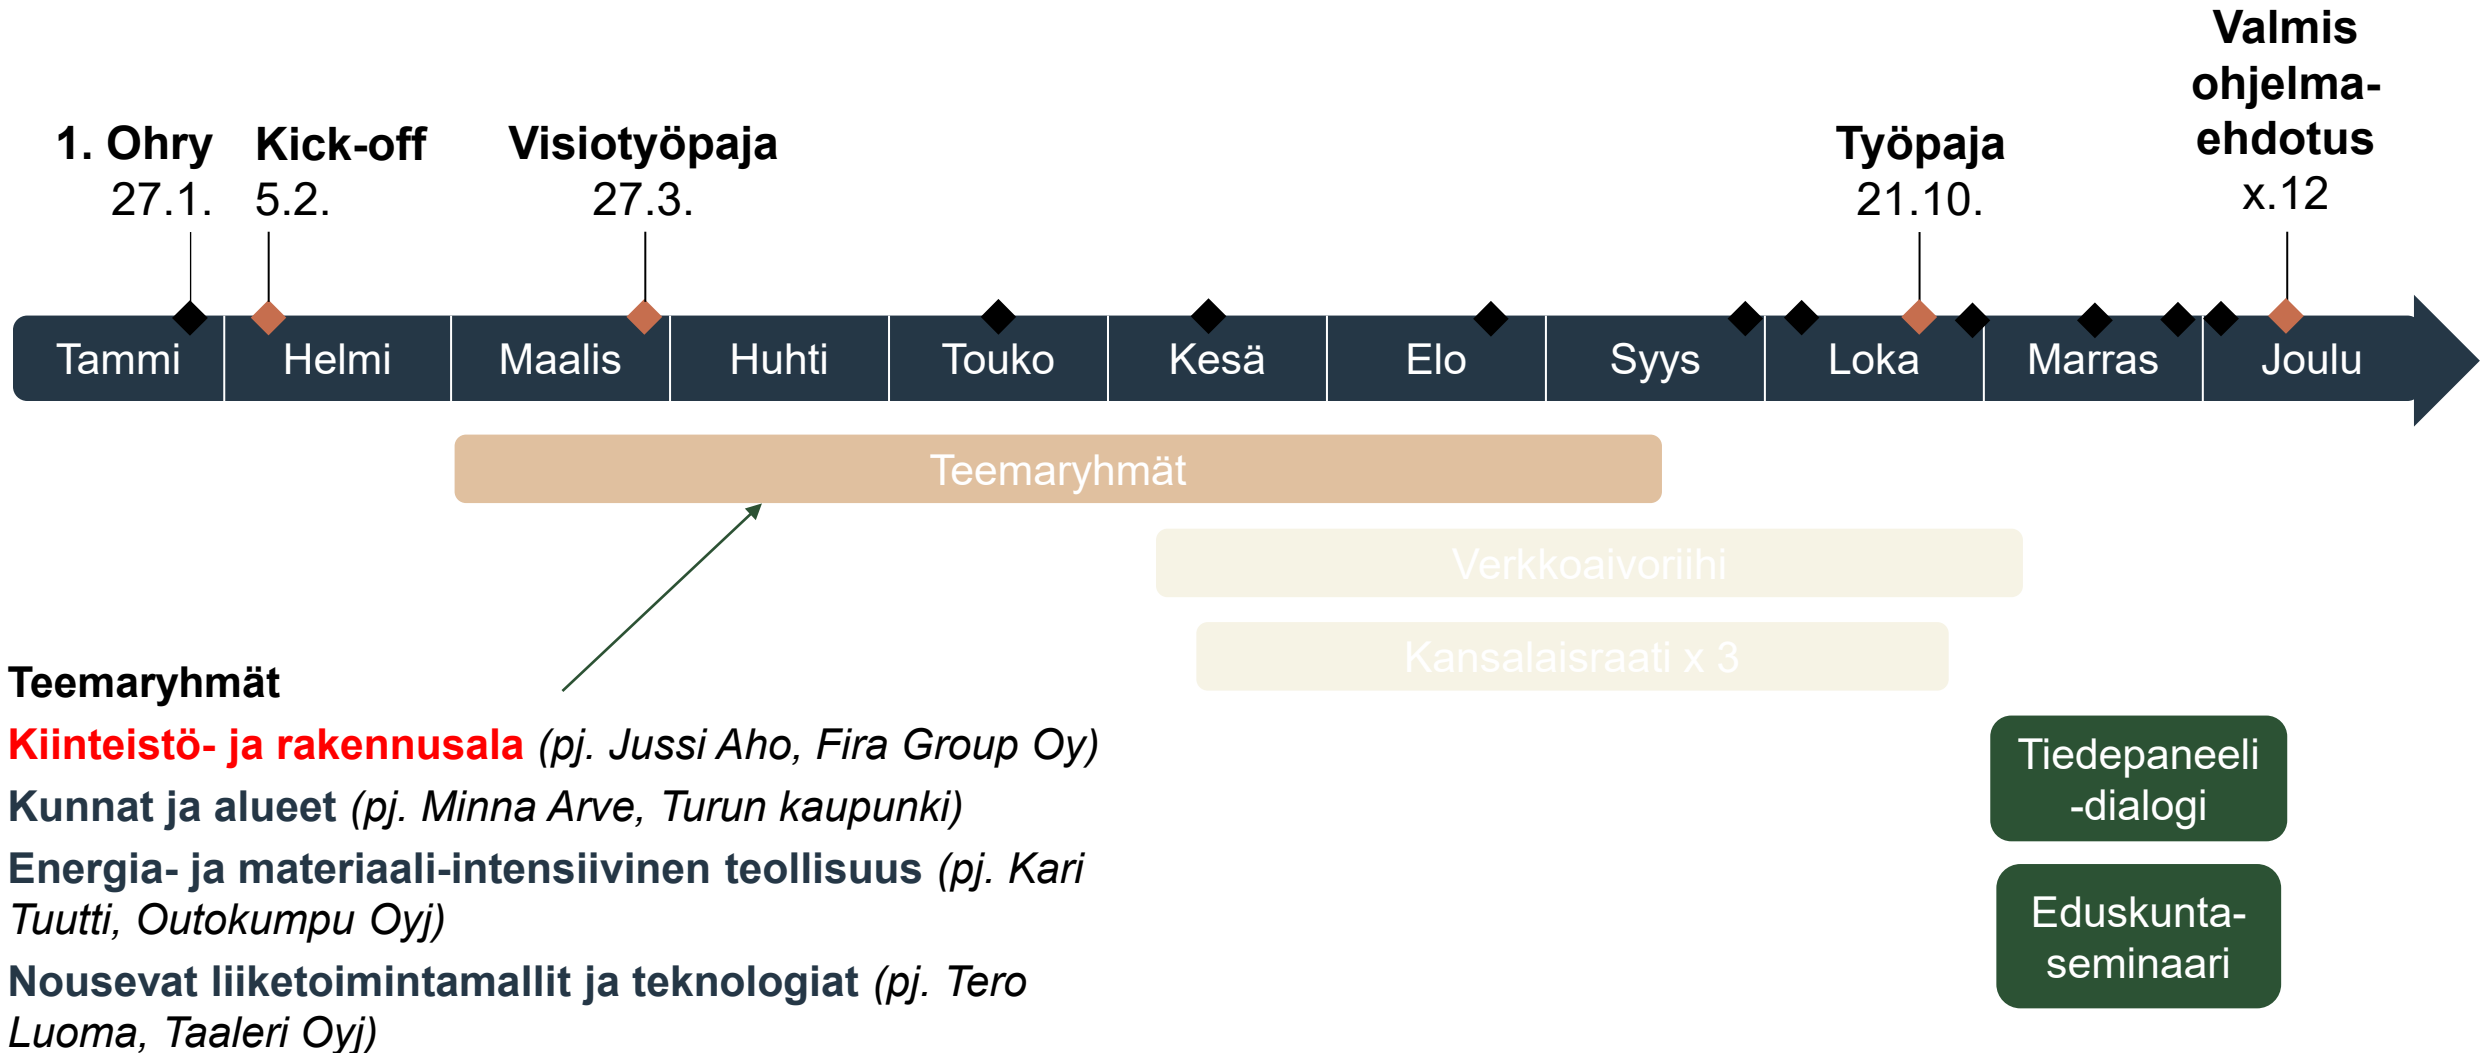 Valmis
ohjelma-
ehdotus
x.12
1. Ohry
27.1.
Kick-off
5.2.
Visiotyöpaja
27.3.
Työpaja
21.10.
Tammi
Helmi
Maalis
Huhti
Touko
Kesä
Elo
Syys
Loka
Marras
Joulu
Teemaryhmät
Verkkoaivoriihi
Kansalaisraati x 3
Teemaryhmät
Kiinteistö- ja rakennusala (pj. Jussi Aho, Fira Group Oy)
Kunnat ja alueet (pj. Minna Arve, Turun kaupunki)
Energia- ja materiaali-intensiivinen teollisuus (pj. Kari
Tuutti, Outokumpu Oyj)
Nousevat liiketoimintamallit ja teknologiat (pj. Tero
Luoma, Taaleri Oyj)
Tiedepaneeli
-dialogi
Eduskunta-
seminaari